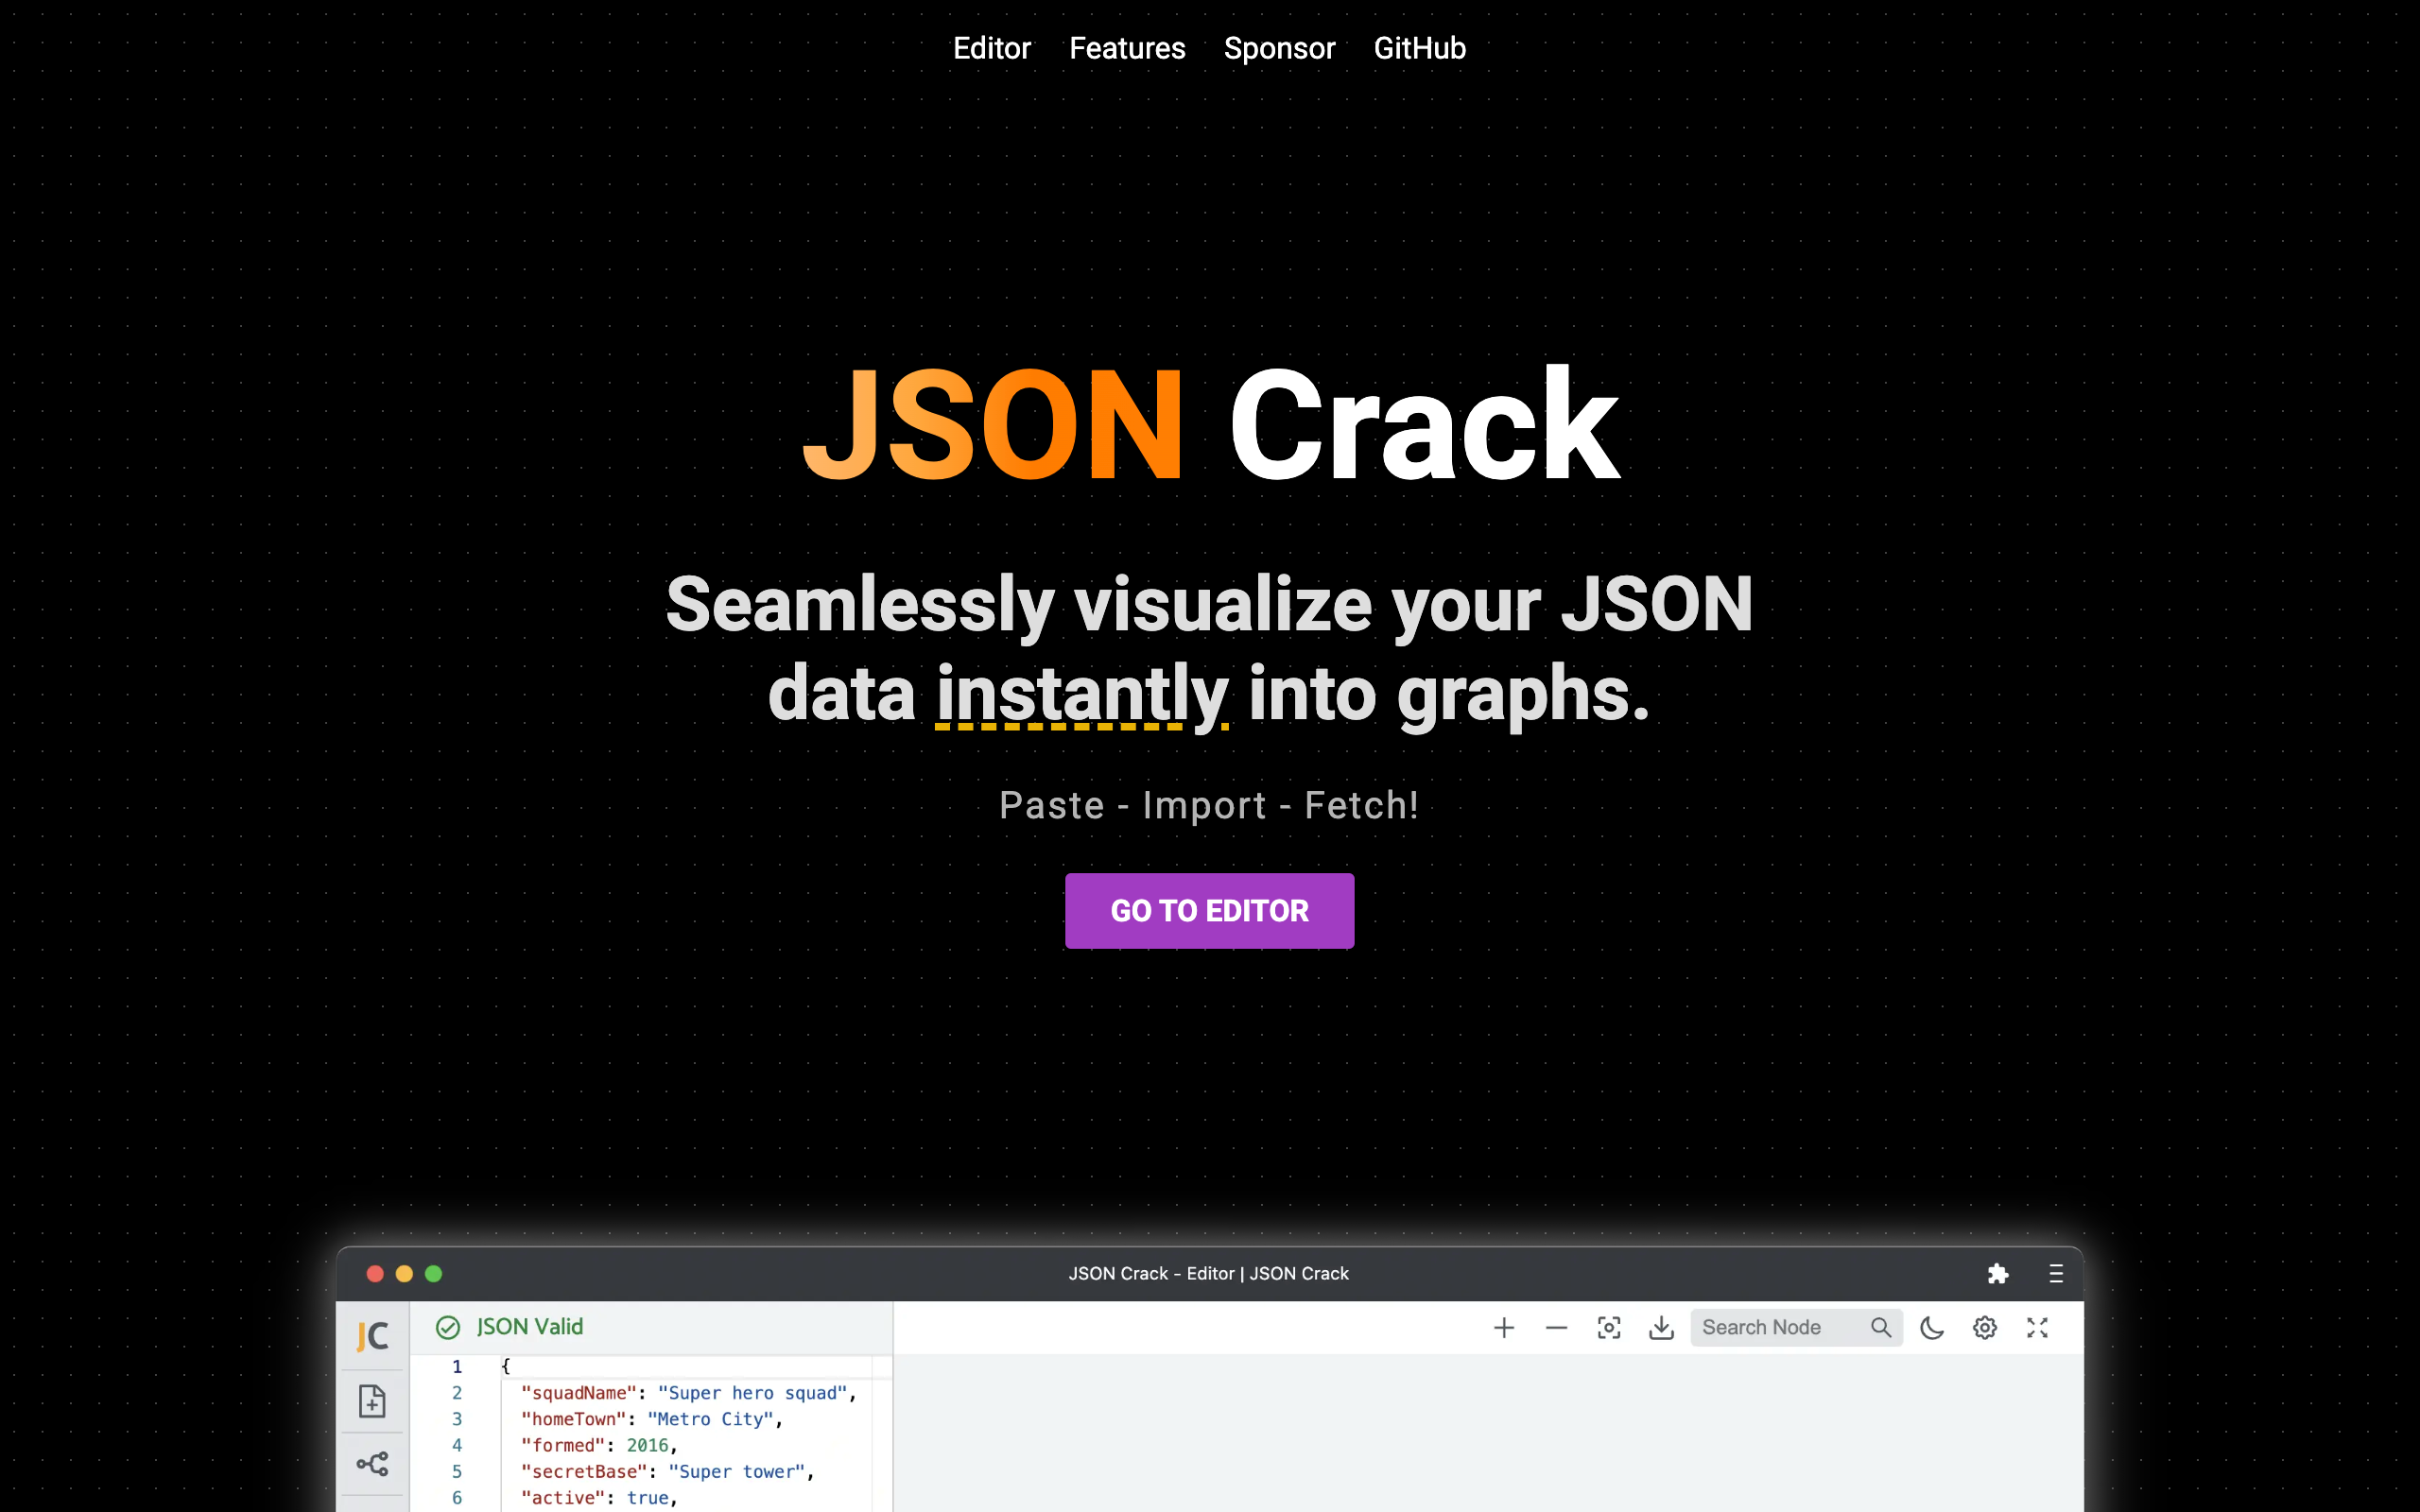 Editor Features Sponsor GitHub
JSON Crack
Seamlessly visualize your JSON
data instantly into graphs.
Paste - Import - Fetch!
GO TO EDITOR
JSON Crack - Editor | JSON Crack
JC
JSON Valid
Search Node
1 {
2 "squadName": "Super hero squad",
3 "homeTown": "Metro City",
4 "formed": 2016,
5 "secretBase": "Super tower",
6 "active": true,